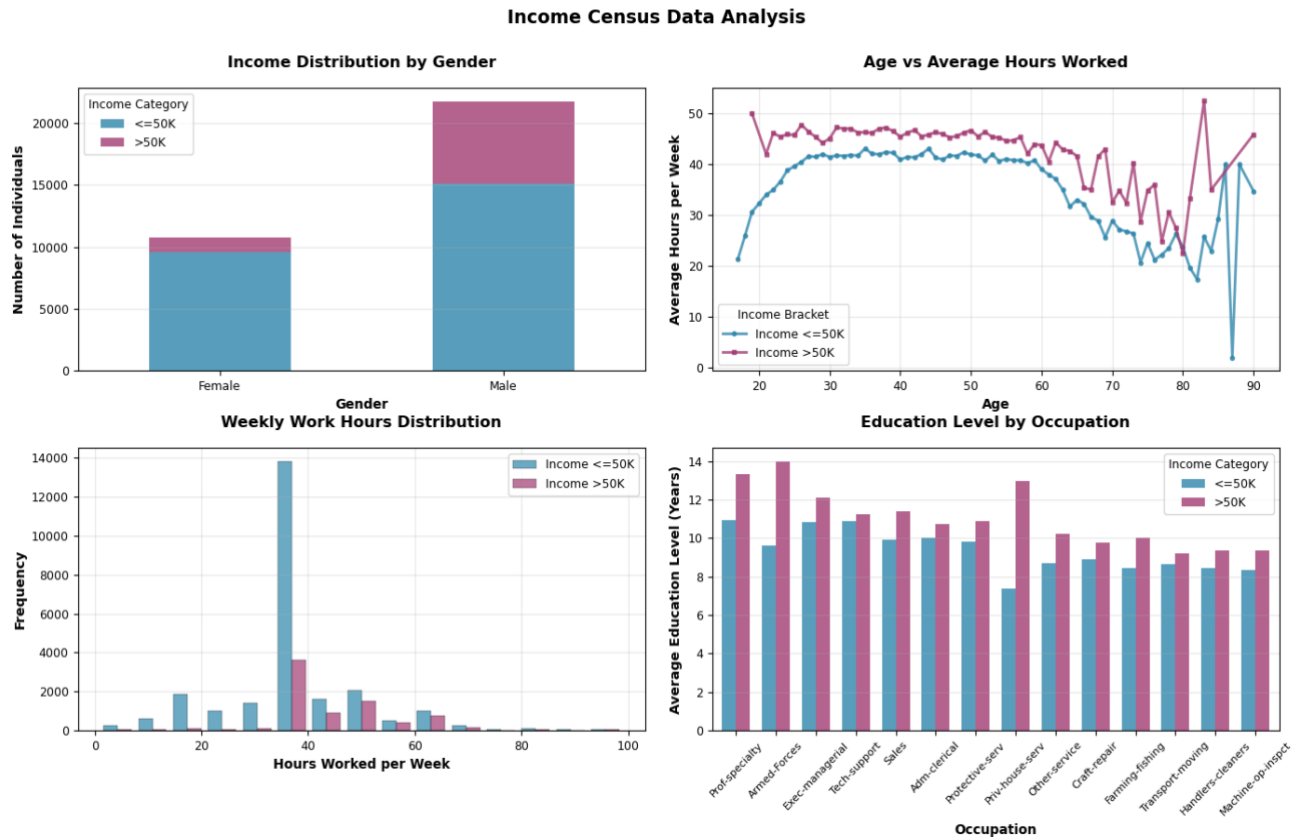 Income Census Data Analysis
Income Distribution by Gender
Income Category
<=50K
>50K
Number of Individuals
20000
15000
10000
5000
0
Female
Male
Gender
Age vs Average Hours Worked
Average Hours per Week
50
40
30
20
10
0
Income Bracket
Income <=50K
Income >50K
20
30
40
50
60
70
80
90
Age
Weekly Work Hours Distribution
Income <=50K
Income >50K
Frequency
14000
12000
10000
8000
6000
4000
2000
0
0
20
40
60
80
100
Hours Worked per Week
Education Level by Occupation
Income Category
<=50K
>50K
Average Education Level (Years)
14
12
10
8
6
4
2
0
Prof-specialty
Armed-Forces
Exec-managerial
Tech-support
Sales
Adm-clerical
Protective-serv
Priv-house-serv
Other-service
Craft-repair
Farming-fishing
Transport-moving
Handlers-cleaners
Machine-op-inspct
Occupation